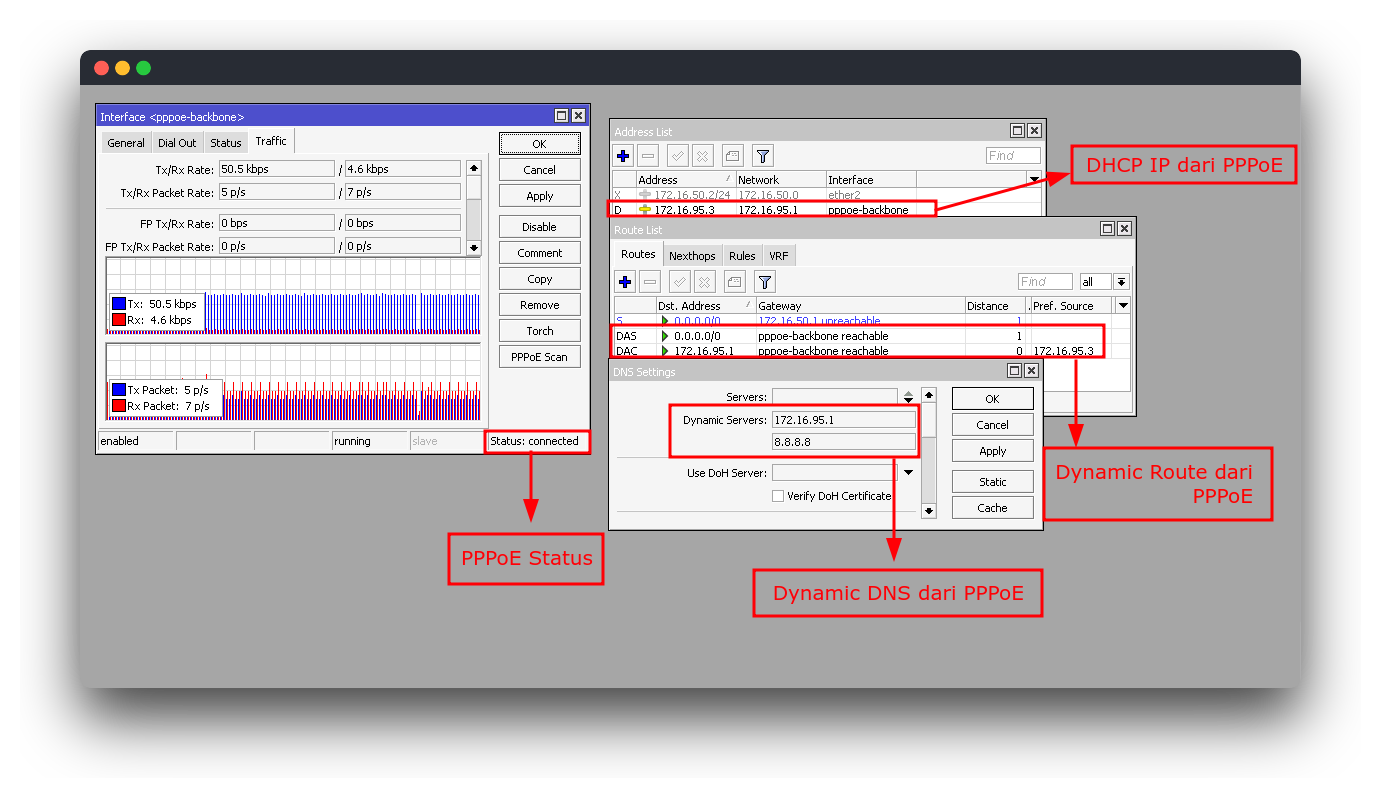 Interface <pppoe-backbone>
General Dial Out Status Traffic
Tx/Rx Rate: 50.5 kbps / 4.6 kbps
Tx/Rx Packet Rate: 5 p/s / 7 p/s
FP Tx/Rx Rate: 0 bps / 0 bps
FP Tx/Rx Packet Rate: 0 p/s / 0 p/s
Tx: 50.5 kbps
Rx: 4.6 kbps
Tx Packet: 5 p/s
Rx Packet: 7 p/s
enabled running slave Status: connected
OK
Cancel
Apply
Disable
Comment
Copy
Remove
Torch
PPPoE Scan
PPPoE Status
Address List
Find
Address / Network Interface
X 172.16.50.2/24 172.16.50.0 ether2
D 172.16.95.3 172.16.95.1 pppoe-backbone
DHCP IP dari PPPoE
Route List
Routes Nexthops Rules VRF
Find all
Dst. Address / Gateway Distance . Pref. Source
S 0.0.0.0/0 172.16.50.1 unreachable 1
DAS 0.0.0.0/0 pppoe-backbone reachable 1
DAC 172.16.95.1 pppoe-backbone reachable 0 172.16.95.3
Dynamic Route dari
PPPoE
DNS Settings
Servers:
Dynamic Servers: 172.16.95.1
8.8.8.8
Use DoH Server:
Verify DoH Certificate
OK
Cancel
Apply
Static
Cache
Dynamic DNS dari PPPoE